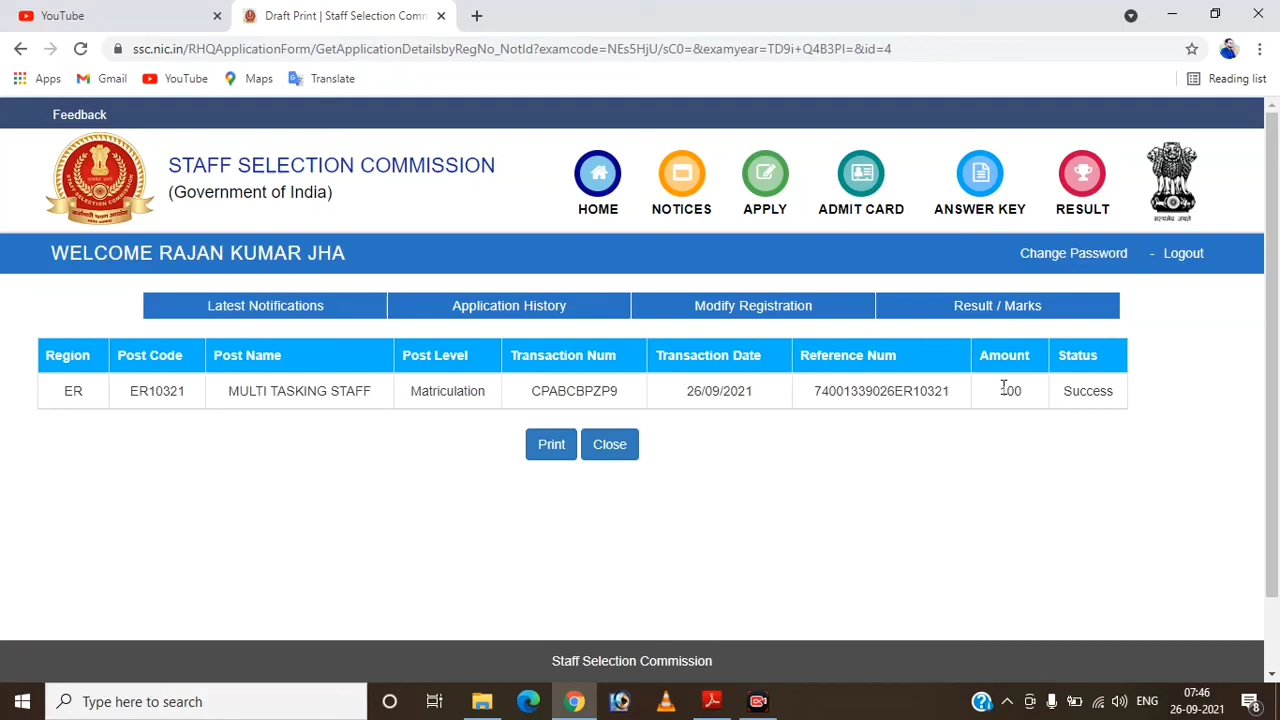 YouTube
Draft Print | Staff Selection Comm
ssc.nic.in/RHQApplicationForm/GetApplicationDetailsbyRegNo_NotId?examcode=NEs5HjU/sC0=&examyear=TD9i+Q4B3PI=&id=4
Apps Gmail YouTube Maps Translate Reading list
Feedback
STAFF SELECTION COMMISSION
(Government of India)
HOME NOTICES APPLY ADMIT CARD ANSWER KEY RESULT
सत्यमेव जयते
WELCOME RAJAN KUMAR JHA Change Password - Logout
Latest Notifications Application History Modify Registration Result / Marks
Region Post Code Post Name Post Level Transaction Num Transaction Date Reference Num Amount Status
ER ER10321 MULTI TASKING STAFF Matriculation CPABCBPZP9 26/09/2021 74001339026ER10321 100 Success
Print Close
Staff Selection Commission
Type here to search
ENG
07:46
26-09-2021
8